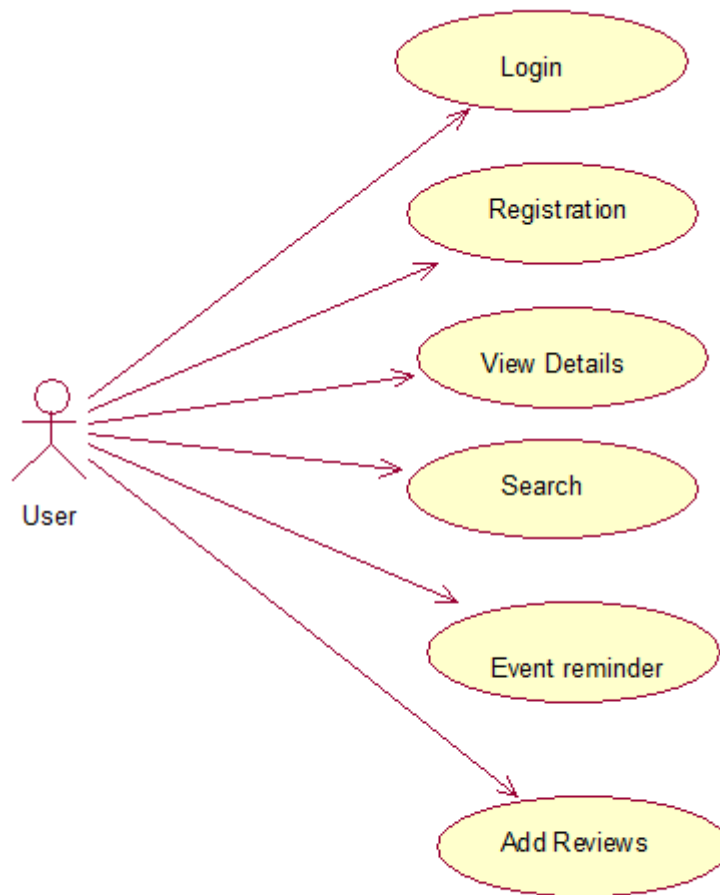 Login
Registration
View Details
Search
User
Event reminder
Add Reviews